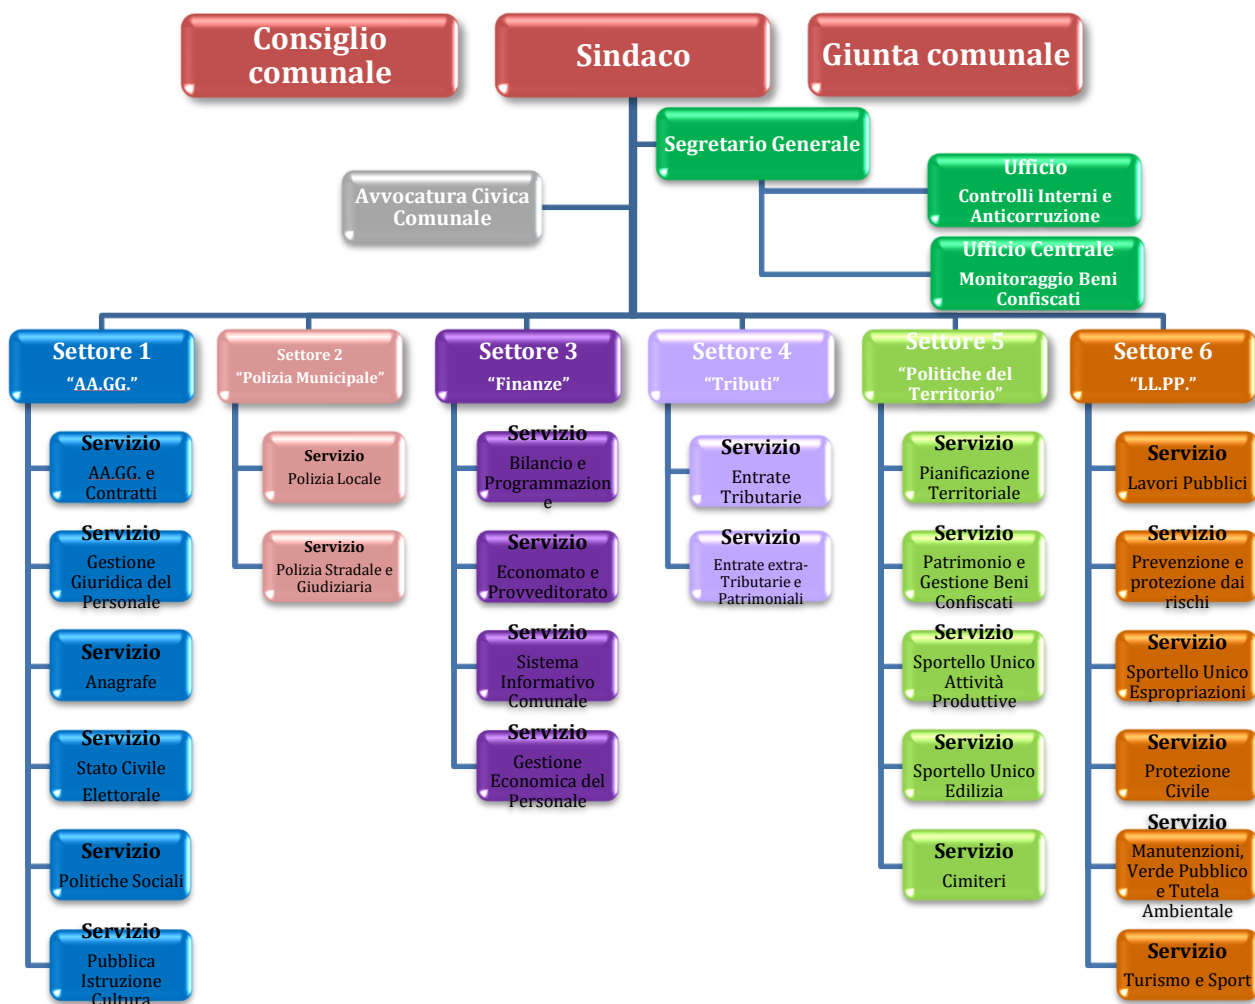 Consiglio
comunale
Sindaco
Giunta comunale
Segretario Generale
Avvocatura Civica
Comunale
Ufficio
Controlli Interni e
Anticorruzione
Ufficio Centrale
Monitoraggio Beni
Confiscati
Settore 1
“AA.GG.”
Settore 2
“Polizia Municipale”
Settore 3
“Finanze”
Settore 4
“Tributi”
Settore 5
“Politiche del
Territorio”
Settore 6
“LL.PP.”
Servizio
AA.GG. e
Contratti
Servizio
Gestione
Giuridica del
Personale
Servizio
Anagrafe
Servizio
Stato Civile
Elettorale
Servizio
Politiche Sociali
Servizio
Pubblica
Istruzione
Cultura
Servizio
Polizia Locale
Servizio
Polizia Stradale e
Giudiziaria
Servizio
Bilancio e
Programmazion
e
Servizio
Economato e
Provveditorato
Servizio
Sistema
Informativo
Comunale
Servizio
Gestione
Economica del
Personale
Servizio
Entrate
Tributarie
Servizio
Entrate extra-
Tributarie e
Patrimoniali
Servizio
Pianificazione
Territoriale
Servizio
Patrimonio e
Gestione Beni
Confiscati
Servizio
Sportello Unico
Attività
Produttive
Servizio
Sportello Unico
Edilizia
Servizio
Cimiteri
Servizio
Lavori Pubblici
Servizio
Prevenzione e
protezione dai
rischi
Servizio
Sportello Unico
Espropriazioni
Servizio
Protezione
Civile
Servizio
Manutenzioni,
Verde Pubblico
e Tutela
Ambientale
Servizio
Turismo e Sport